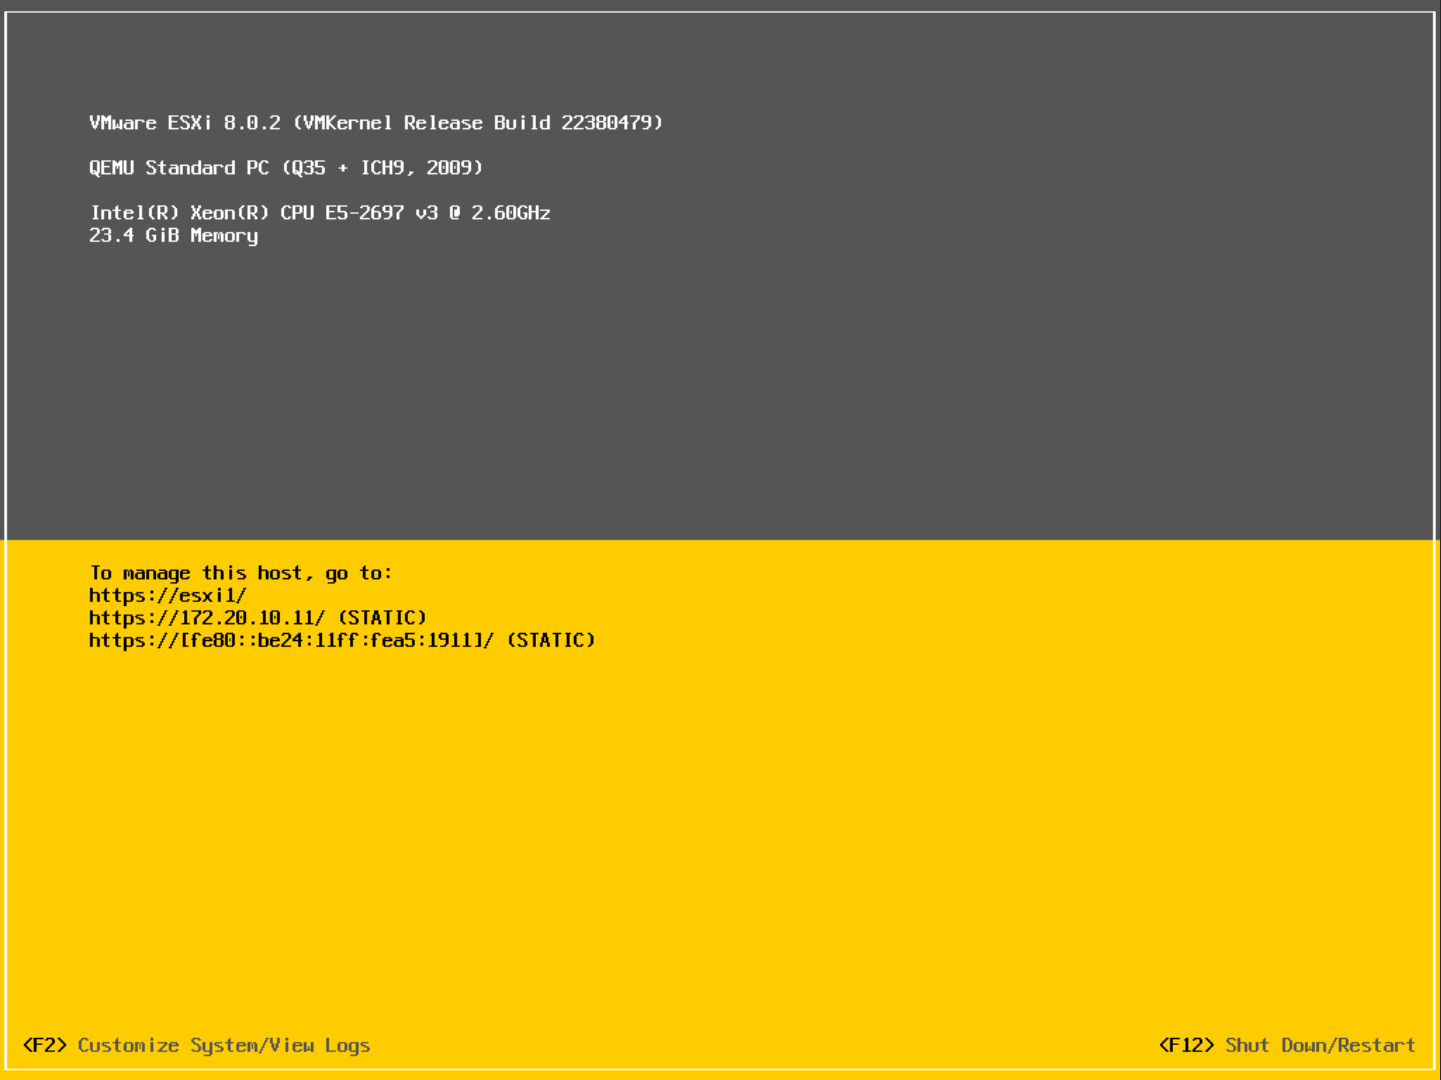 VMware ESXi 8.0.2 (VMKernel Release Build 22380479)
QEMU Standard PC (Q35 + ICH9, 2009)
Intel(R) Xeon(R) CPU E5-2697 v3 @ 2.60GHz
23.4 GiB Memory
To manage this host, go to:
https://esxi1/
https://172.20.10.11/ (STATIC)
https://[fe80::be24:11ff:fea5:1911]/ (STATIC)
<F2> Customize System/View Logs
<F12> Shut Down/Restart